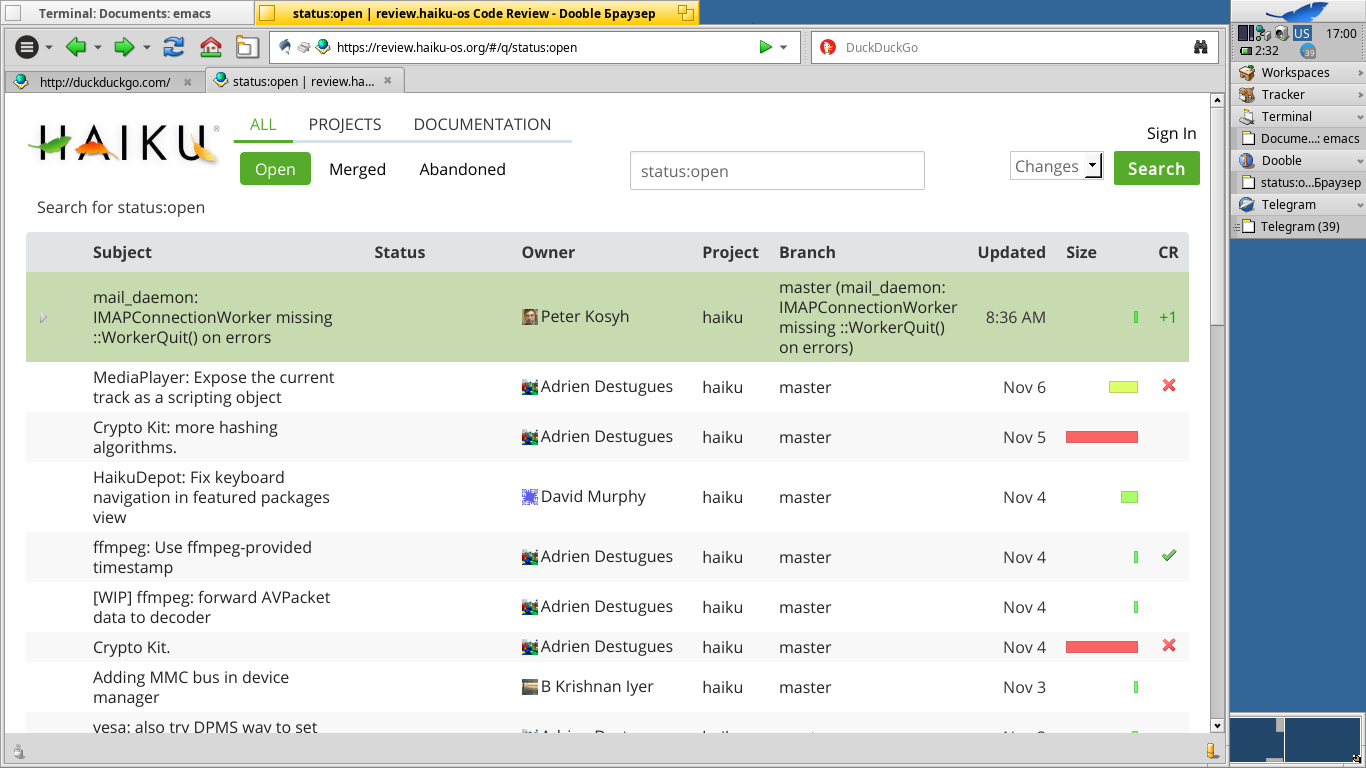 Terminal: Documents: emacs
status:open | review.haiku-os Code Review - Dooble Браузер
https://review.haiku-os.org/#/q/status:open
DuckDuckGo
http://duckduckgo.com/
status:open | review.ha...
HAIKU®
ALL PROJECTS DOCUMENTATION
Sign In
Open Merged Abandoned
status:open
Changes
Search
Search for status:open
Subject Status Owner Project Branch Updated Size CR
mail_daemon:
IMAPConnectionWorker missing
::WorkerQuit() on errors
Peter Kosyh
haiku
master (mail_daemon:
IMAPConnectionWorker
missing ::WorkerQuit()
on errors)
8:36 AM
+1
MediaPlayer: Expose the current
track as a scripting object
Adrien Destugues
haiku
master
Nov 6
Crypto Kit: more hashing
algorithms.
Adrien Destugues
haiku
master
Nov 5
HaikuDepot: Fix keyboard
navigation in featured packages
view
David Murphy
haiku
master
Nov 4
ffmpeg: Use ffmpeg-provided
timestamp
Adrien Destugues
haiku
master
Nov 4
[WIP] ffmpeg: forward AVPacket
data to decoder
Adrien Destugues
haiku
master
Nov 4
Crypto Kit.
Adrien Destugues
haiku
master
Nov 4
Adding MMC bus in device
manager
B Krishnan Iyer
haiku
master
Nov 3
vesa: also try DPMS way to set
US
17:00
2:32
39
Workspaces
Tracker
Terminal
Docume...: emacs
Dooble
status:o...Браузер
Telegram
Telegram (39)